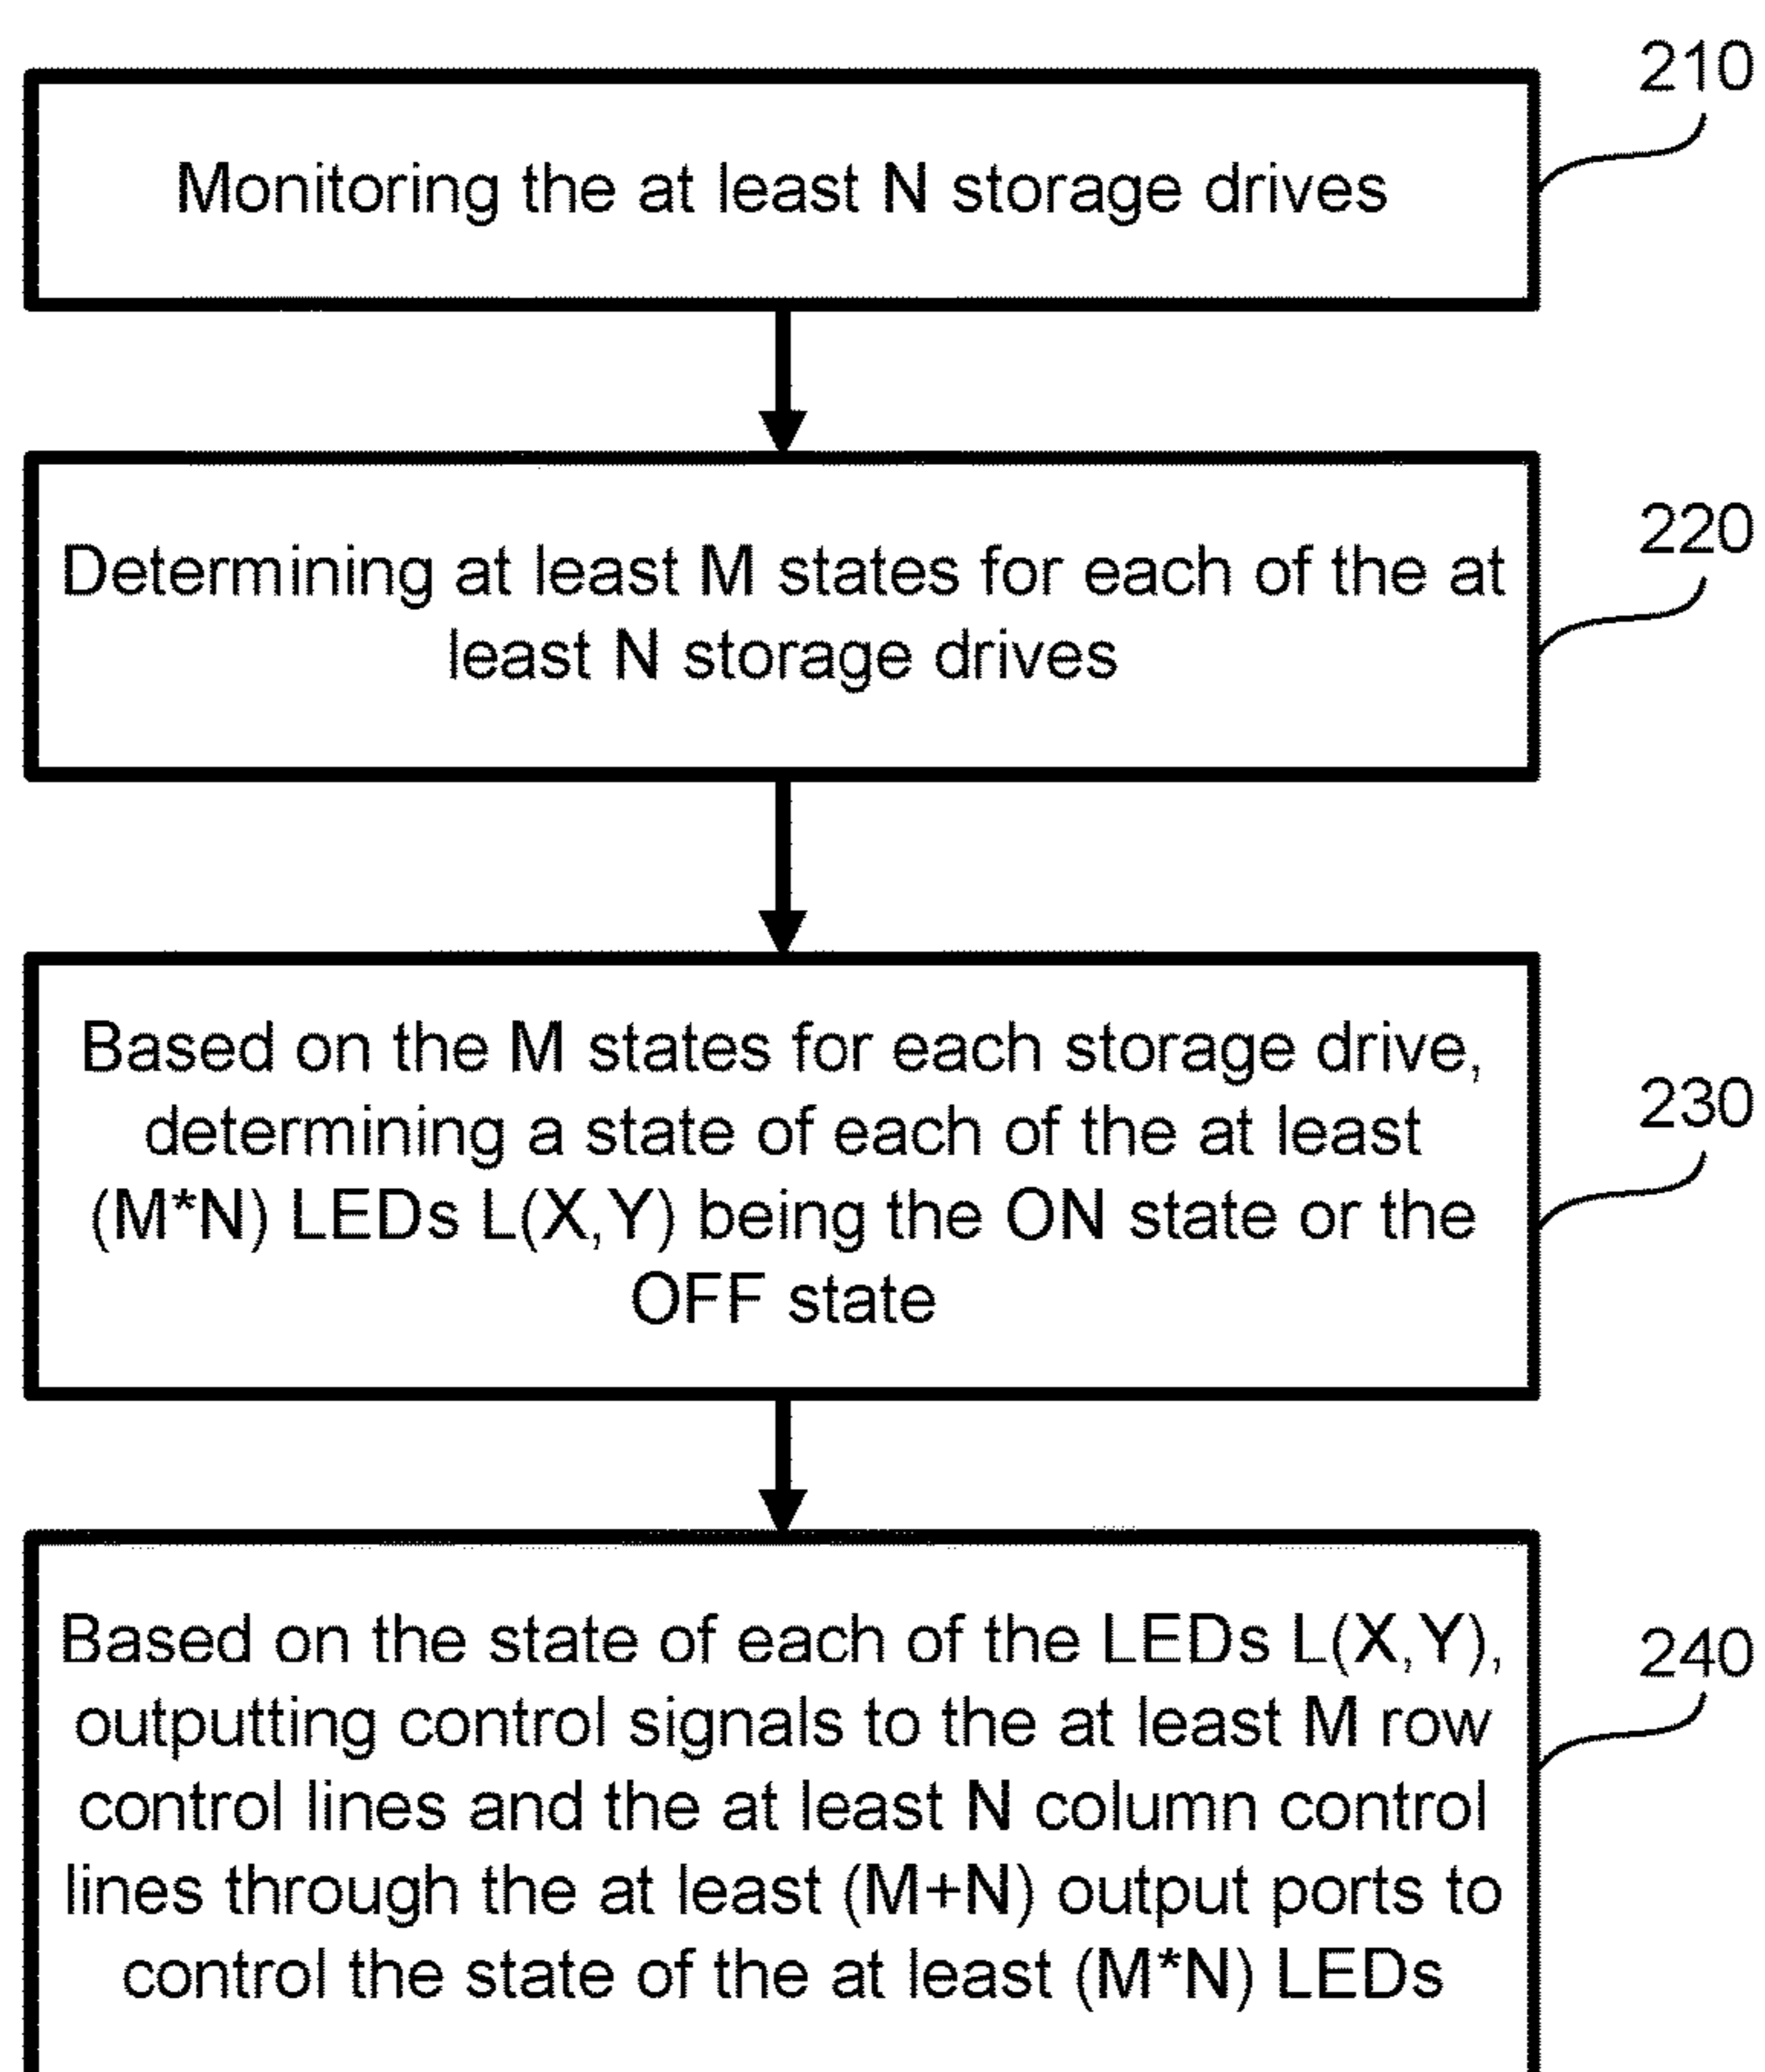 210
Monitoring the at least N storage drives
220
Determining at least M states for each of the at
least N storage drives
Based on the M states for each storage drive,
determining a state of each of the at least
230
(M*N) LEDs L(X,Y) being the ON state or the
OFF state
Based on the state of each of the LEDs L(X,Y),
240
outputting control signals to the at least M row
control lines and the at least N column control
lines through the at least (M+N) output ports to
control the state of the at least (M*N) LEDs